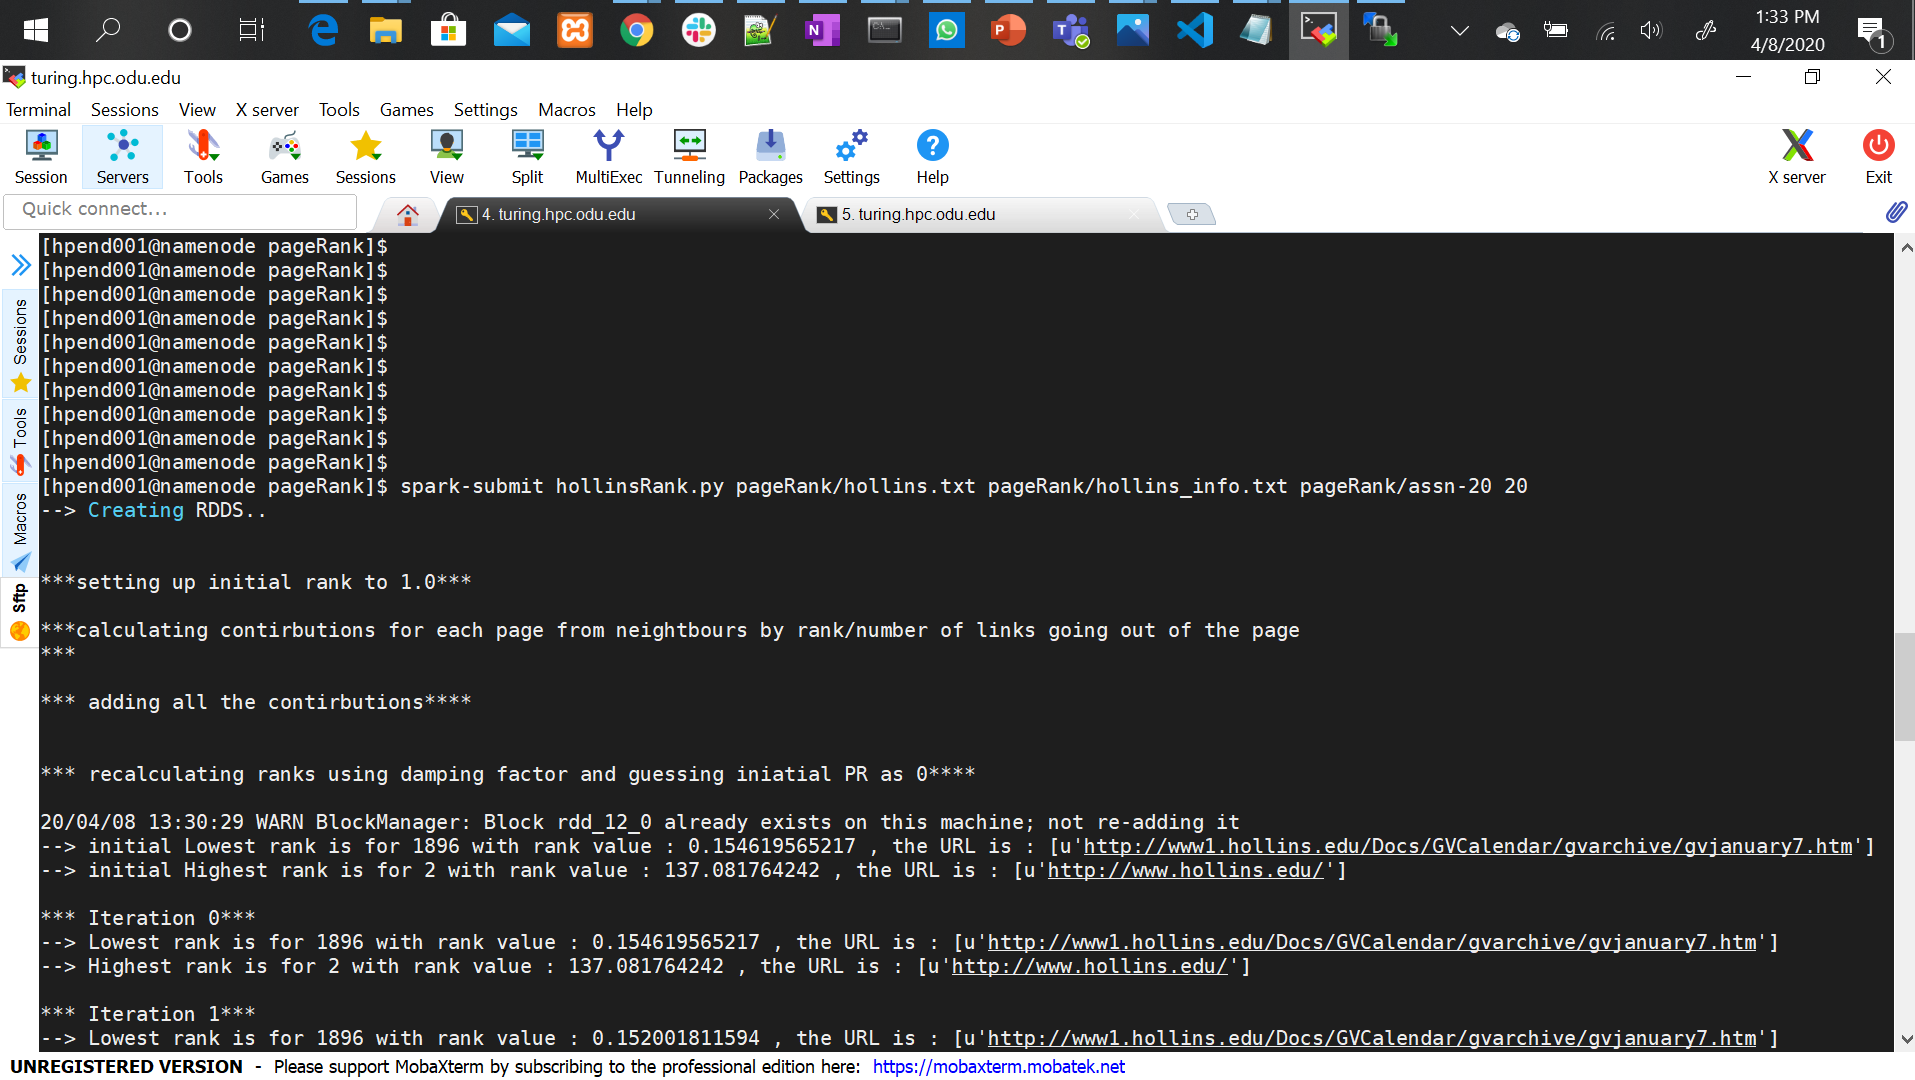 1:33 PM
4/8/2020
1
turing.hpc.odu.edu
Terminal Sessions View X server Tools Games Settings Macros Help
Session Servers Tools Games Sessions View Split MultiExec Tunneling Packages Settings Help X server Exit
Quick connect...
4. turing.hpc.odu.edu
5. turing.hpc.odu.edu
Sessions
Tools
Macros
Sftp
[hpend001@namenode pageRank]$
[hpend001@namenode pageRank]$
[hpend001@namenode pageRank]$
[hpend001@namenode pageRank]$
[hpend001@namenode pageRank]$
[hpend001@namenode pageRank]$
[hpend001@namenode pageRank]$
[hpend001@namenode pageRank]$
[hpend001@namenode pageRank]$
[hpend001@namenode pageRank]$
[hpend001@namenode pageRank]$ spark-submit hollinsRank.py pageRank/hollins.txt pageRank/hollins_info.txt pageRank/assn-20 20
--> Creating RDDS..
***setting up initial rank to 1.0***
***calculating contirbutions for each page from neightbours by rank/number of links going out of the page
***
*** adding all the contirbutions****
*** recalculating ranks using damping factor and guessing iniatial PR as 0****
20/04/08 13:30:29 WARN BlockManager: Block rdd_12_0 already exists on this machine; not re-adding it
--> initial Lowest rank is for 1896 with rank value : 0.154619565217 , the URL is : [u'http://www1.hollins.edu/Docs/GVCalendar/gvarchive/gvjanuary7.htm']
--> initial Highest rank is for 2 with rank value : 137.081764242 , the URL is : [u'http://www.hollins.edu/']
*** Iteration 0***
--> Lowest rank is for 1896 with rank value : 0.154619565217 , the URL is : [u'http://www1.hollins.edu/Docs/GVCalendar/gvarchive/gvjanuary7.htm']
--> Highest rank is for 2 with rank value : 137.081764242 , the URL is : [u'http://www.hollins.edu/']
*** Iteration 1***
--> Lowest rank is for 1896 with rank value : 0.152001811594 , the URL is : [u'http://www1.hollins.edu/Docs/GVCalendar/gvarchive/gvjanuary7.htm']
UNREGISTERED VERSION - Please support MobaXterm by subscribing to the professional edition here: https://mobaxterm.mobatek.net